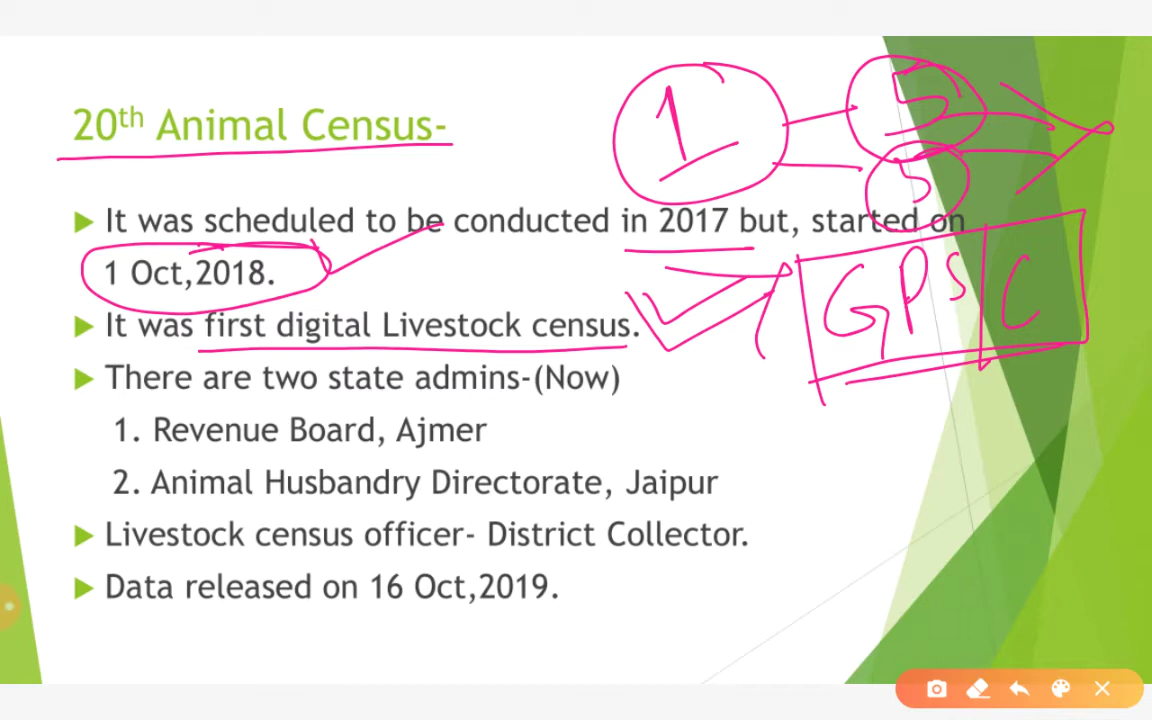 20th Animal Census-
1
5
5
It was scheduled to be conducted in 2017 but, started on
1 Oct,2018.
GPS C
It was first digital Livestock census.
There are two state admins-(Now)
1. Revenue Board, Ajmer
2. Animal Husbandry Directorate, Jaipur
Livestock census officer- District Collector.
Data released on 16 Oct,2019.